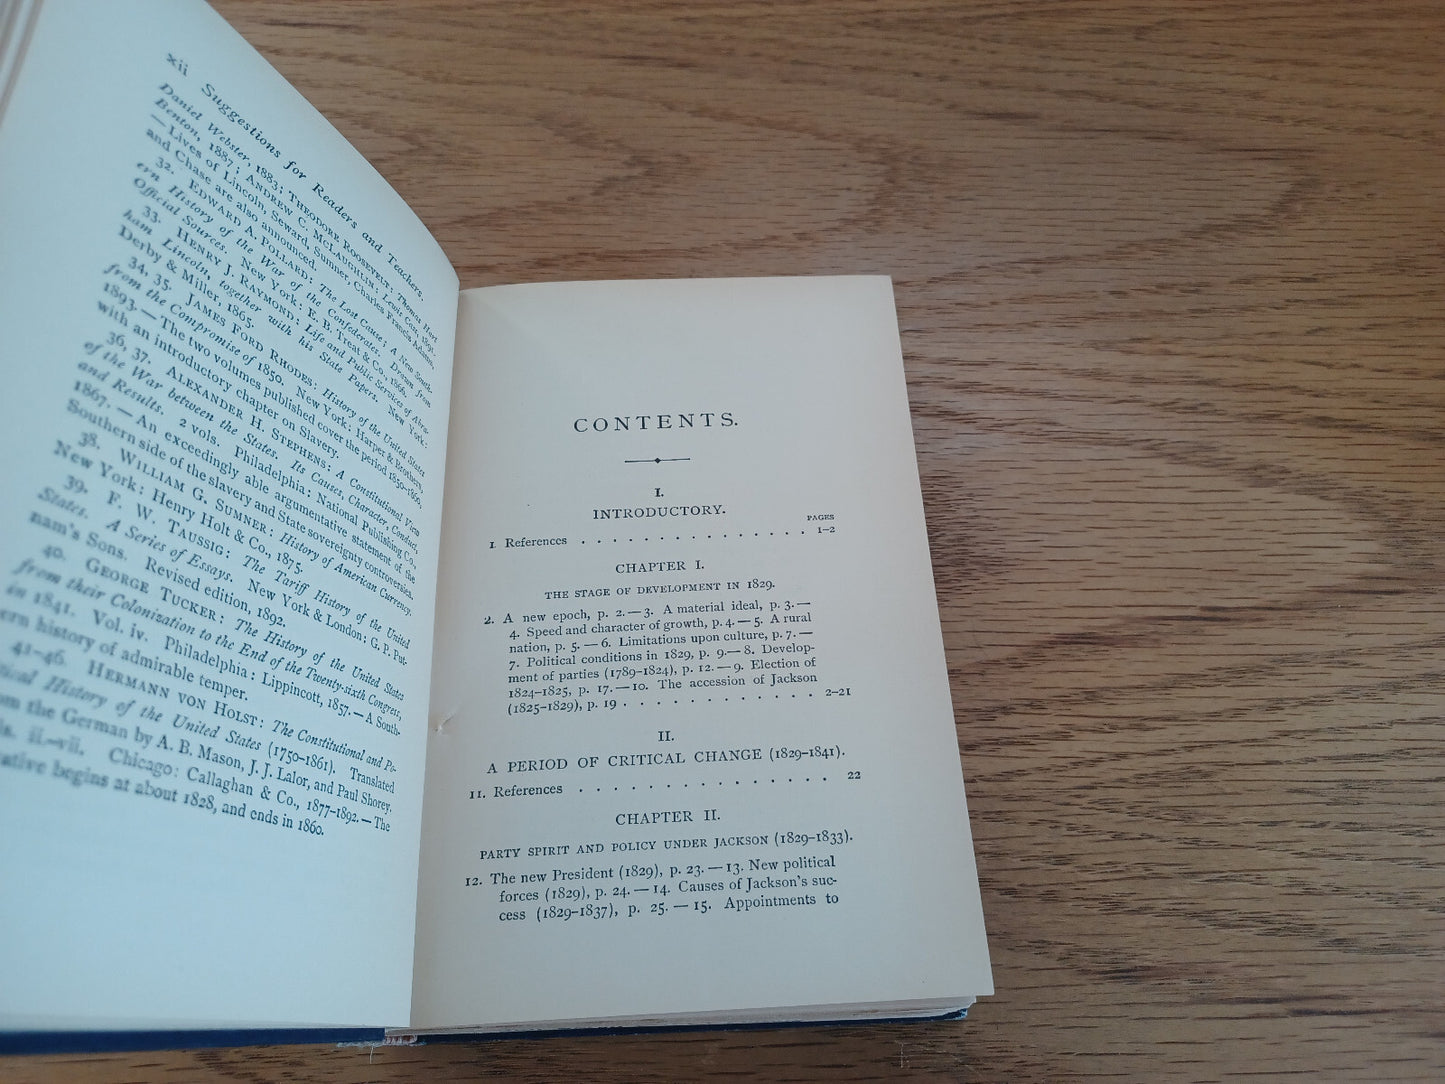 xii Suggestions for Readers and Teachers.
Daniel Webster, 1883; THEODORE ROOSEVELT: Thomas Hart
Benton, 1887; ANDREW C. MCLAUGHLIN: Lewis Cass, 1891.
— Lives of Lincoln, Seward, Sumner, Charles Francis Adams,
and Chase are also announced.
32. EDWARD A. POLLARD: The Lost Cause; A New South-
ern History of the War of the Confederates. Drawn from
Official Sources. New York: E. B. Treat & Co., 1866.
33. HENRY J. RAYMOND: Life and Public Services of Abra-
ham Lincoln, together with his State Papers. New York:
Derby & Miller, 1865.
34, 35. JAMES FORD RHODES: History of the United States
from the Compromise of 1850. New York: Harper & Brothers,
1893. — The two volumes published cover the period 1850–1860,
with an introductory chapter on Slavery.
36, 37. ALEXANDER H. STEPHENS: A Constitutional View
of the War between the States. Its Causes, Character, Conduct,
and Results. 2 vols. Philadelphia: National Publishing Co.,
1867. — An exceedingly able argumentative statement of the
Southern side of the slavery and State sovereignty controversies.
38. WILLIAM G. SUMNER: History of American Currency.
New York: Henry Holt & Co., 1875.
39. F. W. TAUSSIG: The Tariff History of the United
States. A Series of Essays. New York & London: G. P. Put-
nam's Sons. Revised edition, 1892.
40. GEORGE TUCKER: The History of the United States
from their Colonization to the End of the Twenty-sixth Congress,
in 1841. Vol. iv. Philadelphia: Lippincott, 1857. — A South-
ern history of admirable temper.
41–46. HERMANN VON HOLST: The Constitutional and Po-
litical History of the United States (1750–1861). Translated
from the German by A. B. Mason, J. J. Lalor, and Paul Shorey.
ii.–vii. Chicago: Callaghan & Co., 1877–1892. — The
begins at about 1828, and ends in 1860.
CONTENTS.
I.
INTRODUCTORY.
PAGES
1. References . . . . . . . . . . . . . . . 1–2
CHAPTER I.
THE STAGE OF DEVELOPMENT IN 1829.
2. A new epoch, p. 2. — 3. A material ideal, p. 3. —
4. Speed and character of growth, p. 4. — 5. A rural
nation, p. 5. — 6. Limitations upon culture, p. 7. —
7. Political conditions in 1829, p. 9. — 8. Develop-
ment of parties (1789–1824), p. 12. — 9. Election of
1824–1825, p. 17. — 10. The accession of Jackson
(1825–1829), p. 19 . . . . . . . . . . . 2–21
II.
A PERIOD OF CRITICAL CHANGE (1829–1841).
11. References . . . . . . . . . . . . . . . . 22
CHAPTER II.
PARTY SPIRIT AND POLICY UNDER JACKSON (1829–1833).
12. The new President (1829), p. 23. — 13. New political
forces (1829), p. 24. — 14. Causes of Jackson's suc-
cess (1829–1837), p. 25. — 15. Appointments to